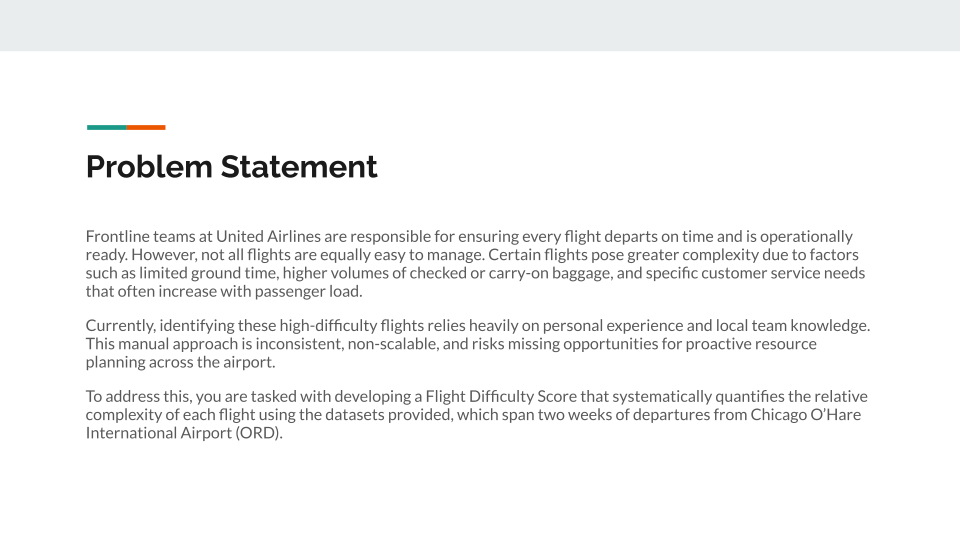 Problem Statement
Frontline teams at United Airlines are responsible for ensuring every flight departs on time and is operationally
ready. However, not all flights are equally easy to manage. Certain flights pose greater complexity due to factors
such as limited ground time, higher volumes of checked or carry-on baggage, and specific customer service needs
that often increase with passenger load.
Currently, identifying these high-difficulty flights relies heavily on personal experience and local team knowledge.
This manual approach is inconsistent, non-scalable, and risks missing opportunities for proactive resource
planning across the airport.
To address this, you are tasked with developing a Flight Difficulty Score that systematically quantifies the relative
complexity of each flight using the datasets provided, which span two weeks of departures from Chicago O’Hare
International Airport (ORD).